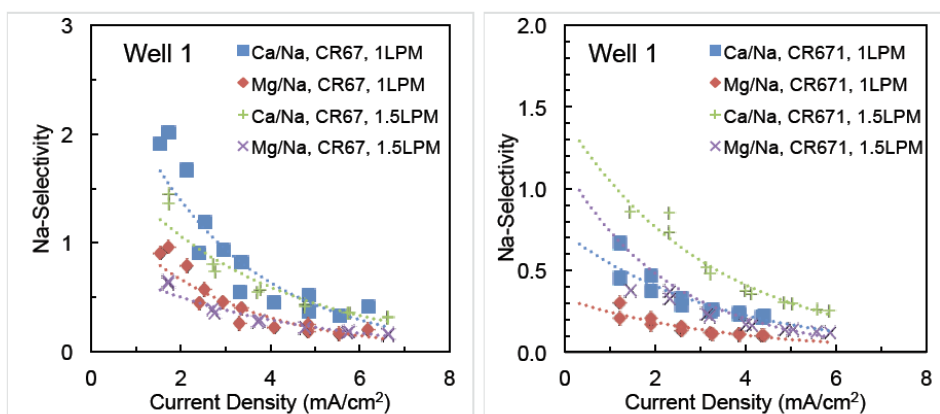 Well 1
Ca/Na, CR67, 1LPM
Mg/Na, CR67, 1LPM
Ca/Na, CR67, 1.5LPM
Mg/Na, CR67, 1.5LPM
Na-Selectivity
3
2
1
0
0 2 4 6 8
Current Density (mA/cm²)
Well 1
Ca/Na, CR671, 1LPM
Mg/Na, CR671, 1LPM
Ca/Na, CR671, 1.5LPM
Mg/Na, CR671, 1.5LPM
Na-Selectivity
2.0
1.5
1.0
0.5
0.0
0 2 4 6 8
Current Density (mA/cm²)